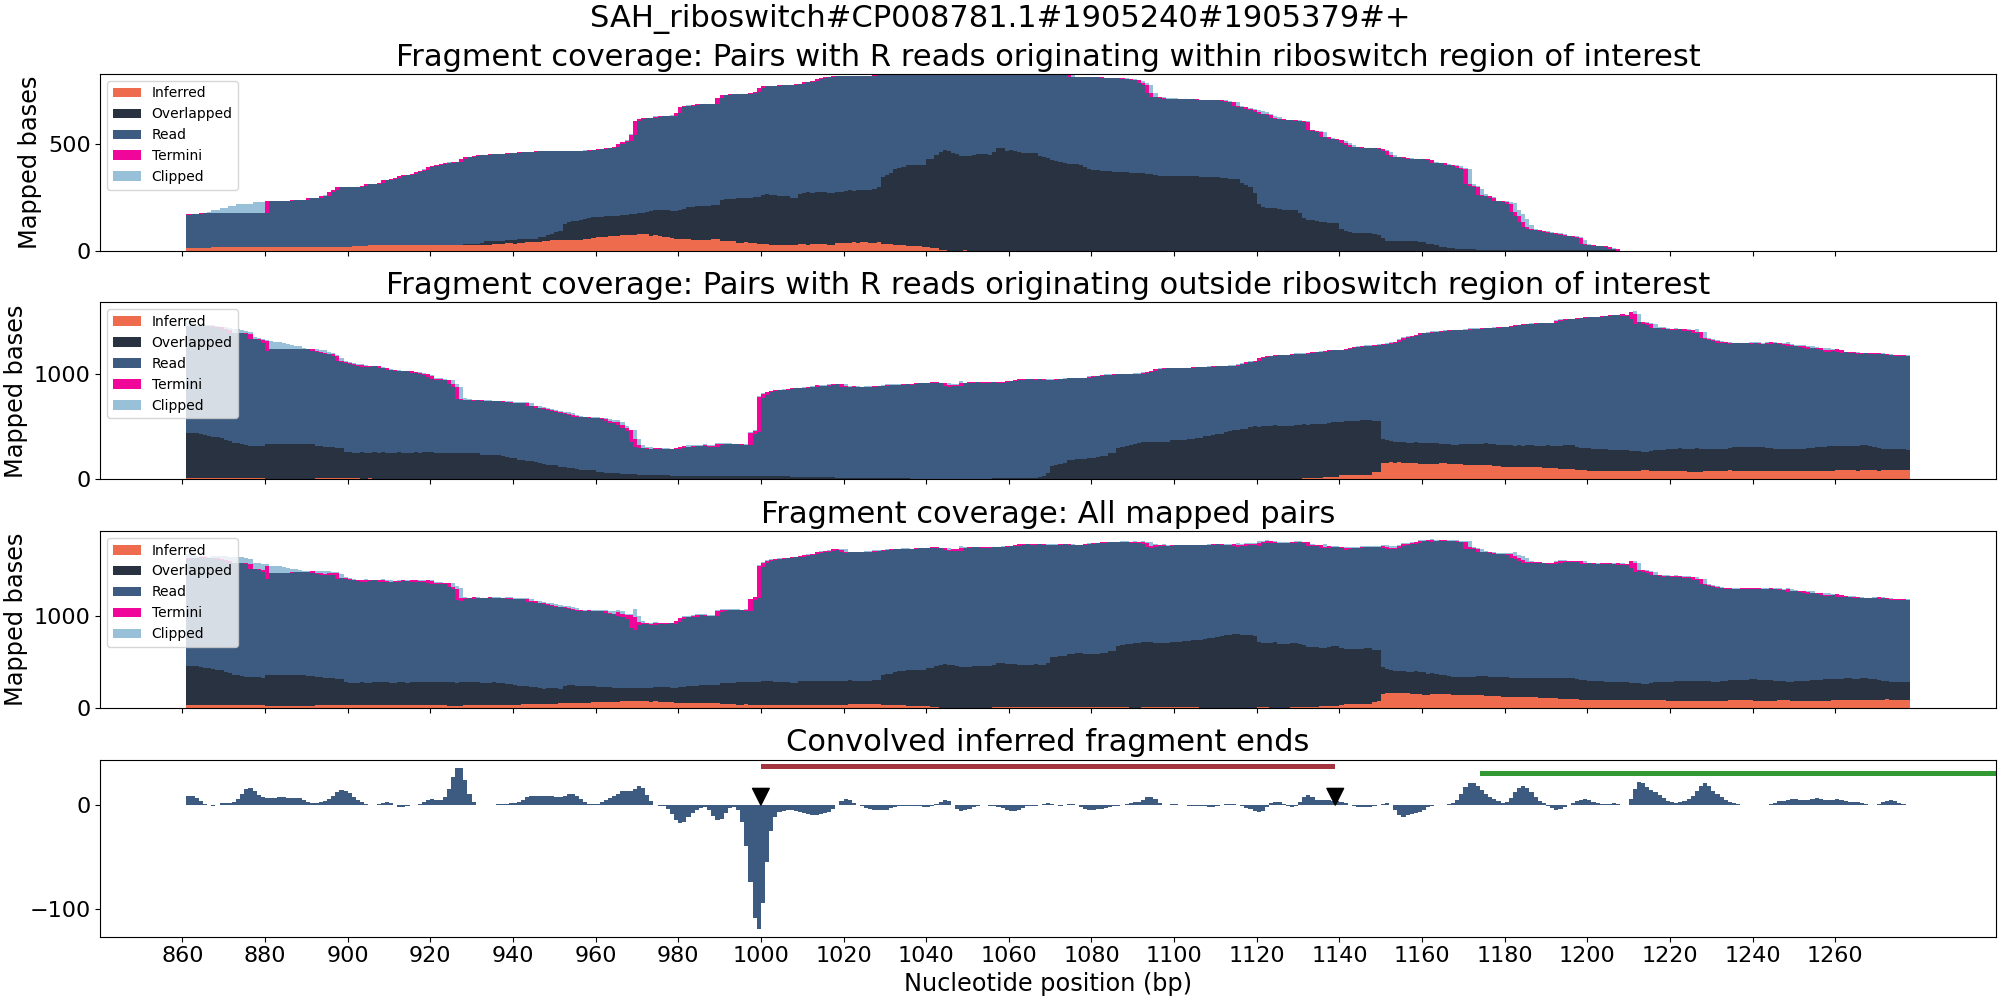 SAH_riboswitch#CP008781.1#1905240#1905379#+
Fragment coverage: Pairs with R reads originating within riboswitch region of interest
Mapped bases
500
0
Inferred
Overlapped
Read
Termini
Clipped
Fragment coverage: Pairs with R reads originating outside riboswitch region of interest
Mapped bases
1000
0
Inferred
Overlapped
Read
Termini
Clipped
Fragment coverage: All mapped pairs
Mapped bases
1000
0
Inferred
Overlapped
Read
Termini
Clipped
Convolved inferred fragment ends
0
−100
860 880 900 920 940 960 980 1000 1020 1040 1060 1080 1100 1120 1140 1160 1180 1200 1220 1240 1260
Nucleotide position (bp)